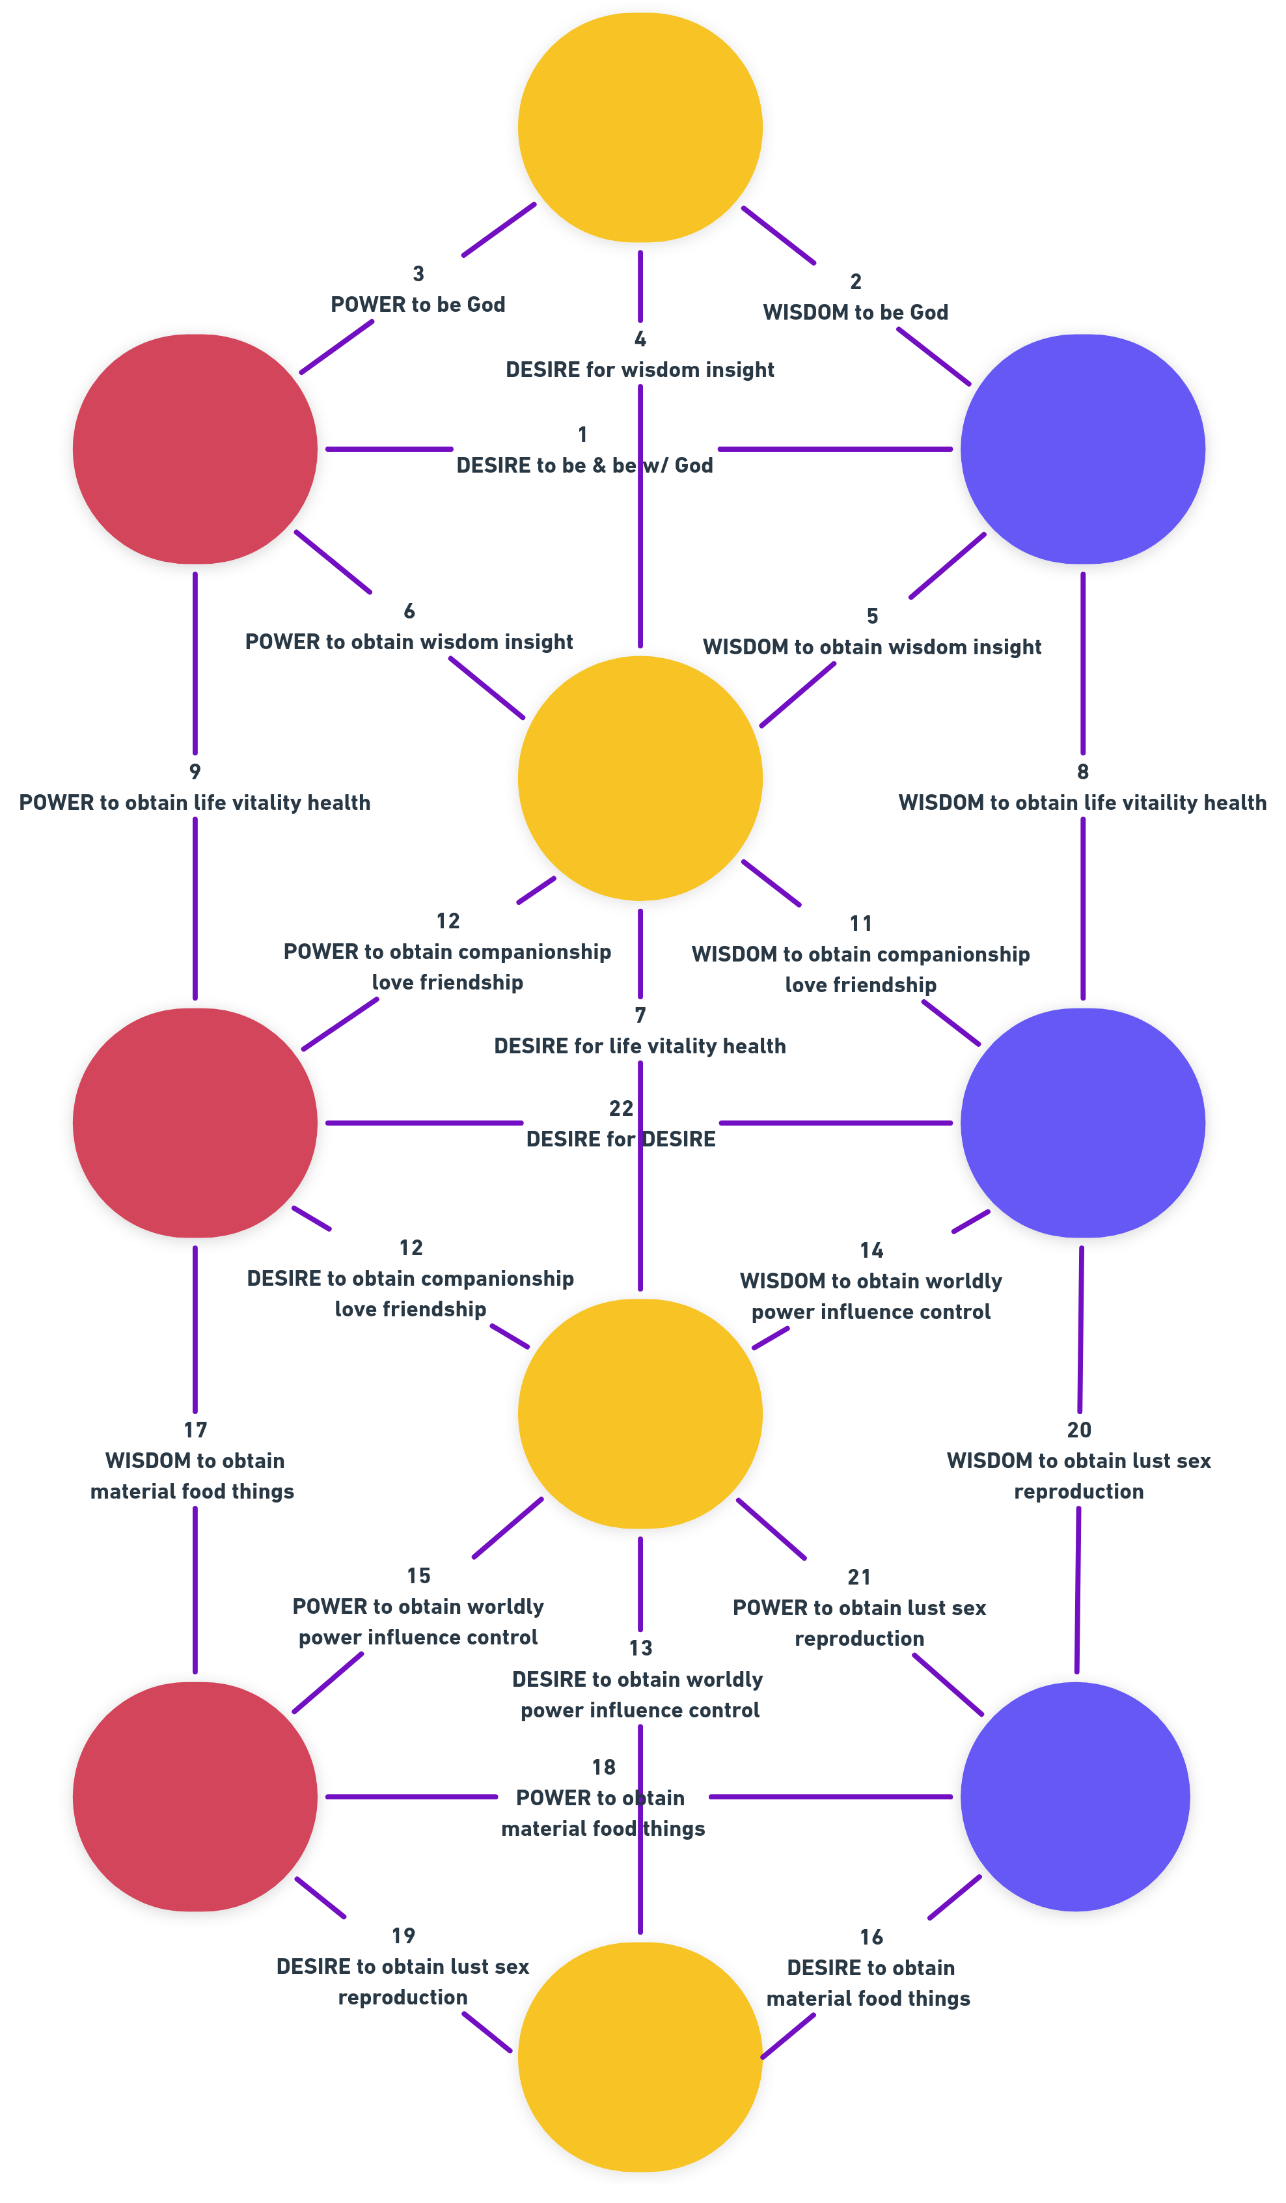 3
POWER to be God
2
WISDOM to be God
4
DESIRE for wisdom insight
1
DESIRE to be & be w/ God
6
POWER to obtain wisdom insight
5
WISDOM to obtain wisdom insight
9
POWER to obtain life vitality health
8
WISDOM to obtain life vitaility health
12
POWER to obtain companionship
love friendship
11
WISDOM to obtain companionship
love friendship
7
DESIRE for life vitality health
22
DESIRE for DESIRE
12
DESIRE to obtain companionship
love friendship
14
WISDOM to obtain worldly
power influence control
17
WISDOM to obtain
material food things
20
WISDOM to obtain lust sex
reproduction
15
POWER to obtain worldly
power influence control
21
POWER to obtain lust sex
reproduction
13
DESIRE to obtain worldly
power influence control
18
POWER to obtain
material food things
19
DESIRE to obtain lust sex
reproduction
16
DESIRE to obtain
material food things